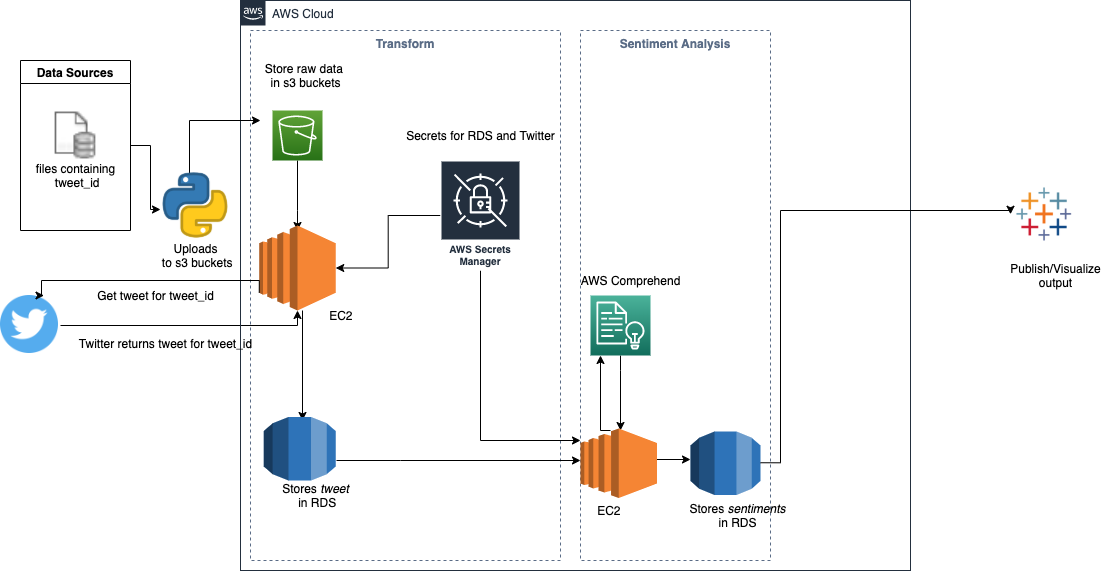 aws
AWS Cloud
Transform
Sentiment Analysis
Data Sources
Store raw data
in s3 buckets
Secrets for RDS and Twitter
files containing
tweet_id
Uploads
to s3 buckets
AWS Secrets
Manager
Publish/Visualize
output
AWS Comprehend
Get tweet for tweet_id
EC2
Twitter returns tweet for tweet_id
Stores tweet
in RDS
EC2
Stores sentiments
in RDS